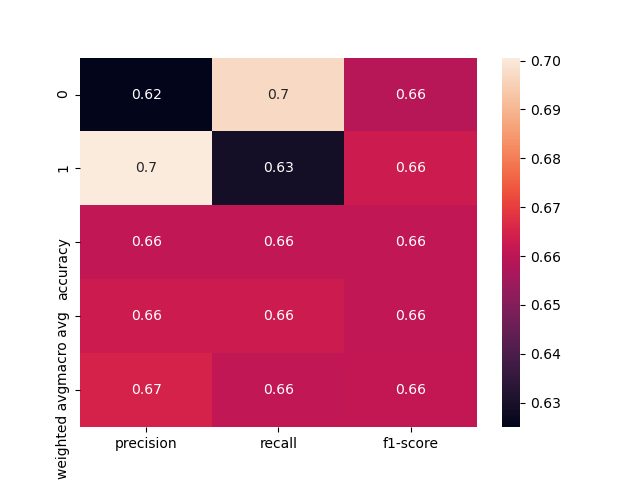 0 0.62 0.7 0.66
1 0.7 0.63 0.66
accuracy 0.66 0.66 0.66
macro avg 0.66 0.66 0.66
weighted avg 0.67 0.66 0.66
precision recall f1-score
0.70
0.69
0.68
0.67
0.66
0.65
0.64
0.63